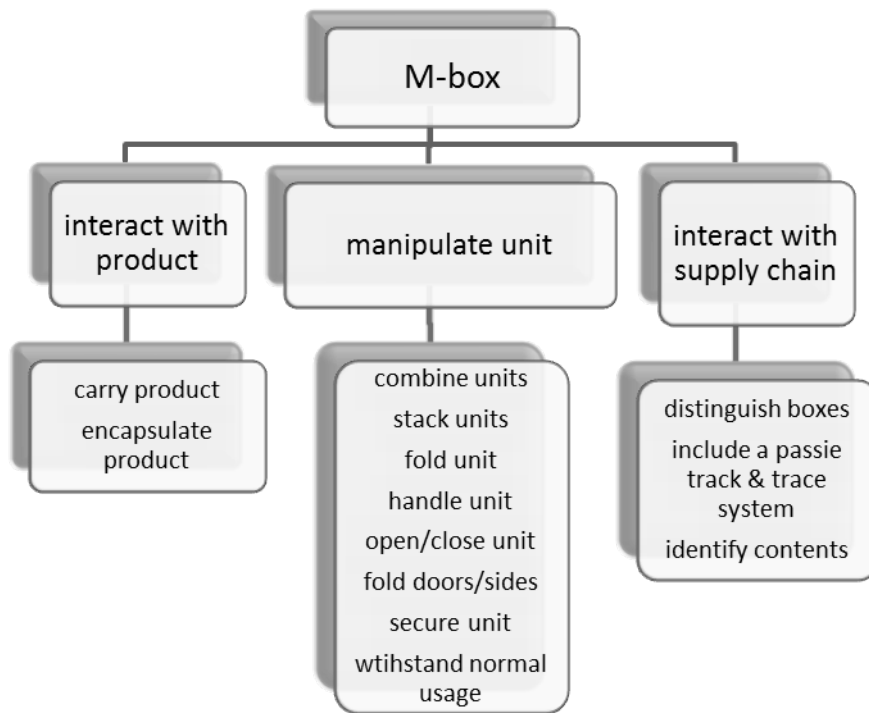 M-box
interact with
product
manipulate unit
interact with
supply chain
carry product
encapsulate
product
combine units
stack units
fold unit
handle unit
open/close unit
fold doors/sides
secure unit
wtihstand normal
usage
distinguish boxes
include a passie
track & trace
system
identify contents